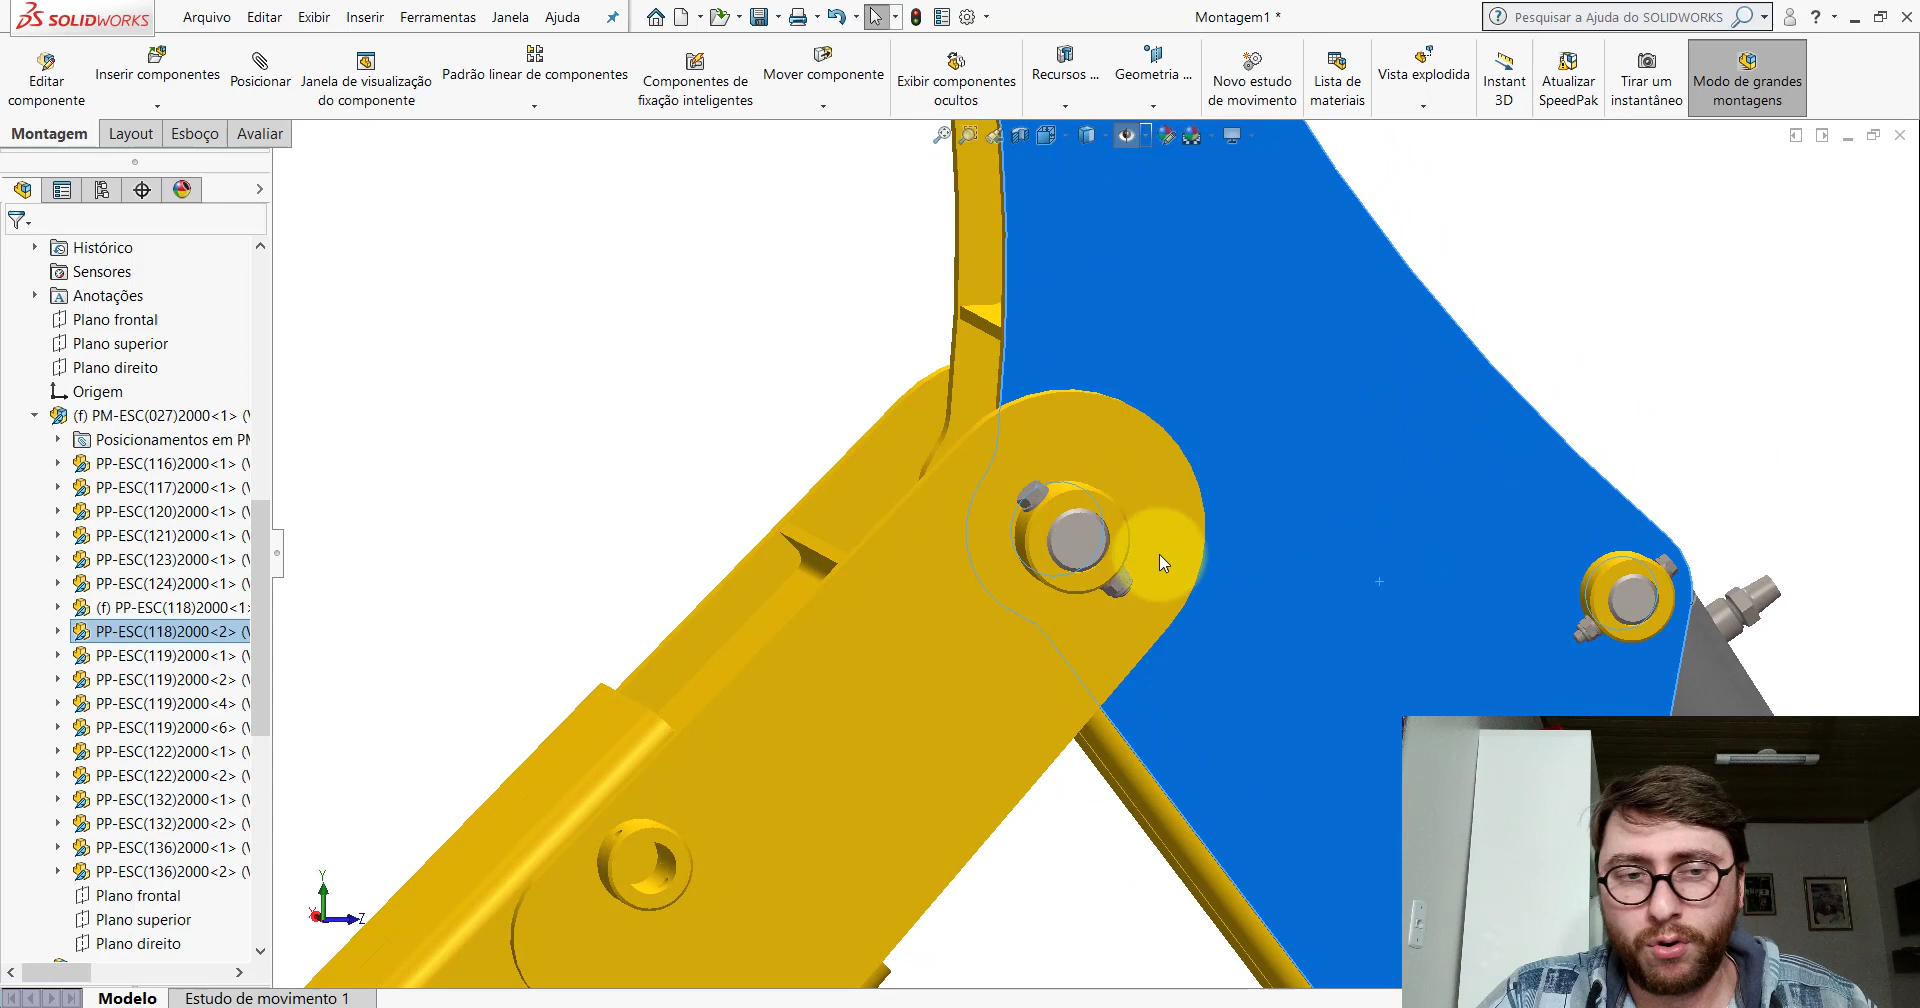 SOLIDWORKS
Arquivo Editar Exibir Inserir Ferramentas Janela Ajuda
Montagem1 *
Pesquisar a Ajuda do SOLIDWORKS
Editar componente
Inserir componentes
Posicionar
Janela de visualização do componente
Padrão linear de componentes
Componentes de fixação inteligentes
Mover componente
Exibir componentes ocultos
Recursos ...
Geometria ...
Novo estudo de movimento
Lista de materiais
Vista explodida
Instant 3D
Atualizar SpeedPak
Tirar um instantâneo
Modo de grandes montagens
Montagem Layout Esboço Avaliar
Histórico
Sensores
Anotações
Plano frontal
Plano superior
Plano direito
Origem
(f) PM-ESC(027)2000<1> (V
Posicionamentos em PM
PP-ESC(116)2000<1> (V
PP-ESC(117)2000<1> (V
PP-ESC(120)2000<1> (V
PP-ESC(121)2000<1> (V
PP-ESC(123)2000<1> (V
PP-ESC(124)2000<1> (V
(f) PP-ESC(118)2000<1>
PP-ESC(118)2000<2> (V
PP-ESC(119)2000<1> (V
PP-ESC(119)2000<2> (V
PP-ESC(119)2000<4> (V
PP-ESC(119)2000<6> (V
PP-ESC(122)2000<1> (V
PP-ESC(122)2000<2> (V
PP-ESC(132)2000<1> (V
PP-ESC(132)2000<2> (V
PP-ESC(136)2000<1> (V
PP-ESC(136)2000<2> (V
Plano frontal
Plano superior
Plano direito
Y
X
Z
Modelo Estudo de movimento 1